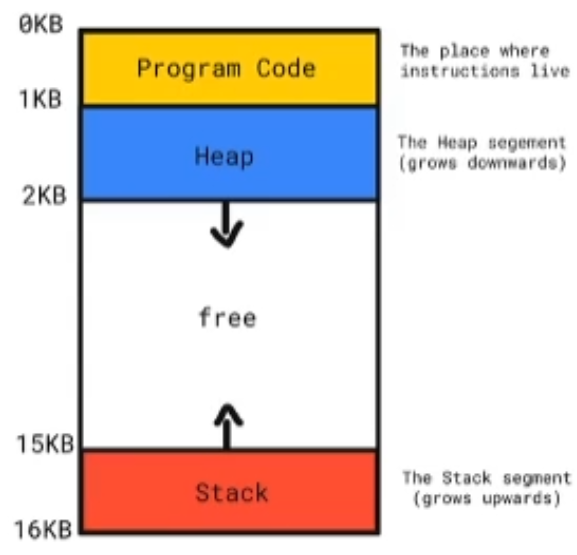 0KB
Program Code
The place where
instructions live
1KB
Heap
The Heap segement
(grows downwards)
2KB
free
15KB
Stack
The Stack segment
(grows upwards)
16KB